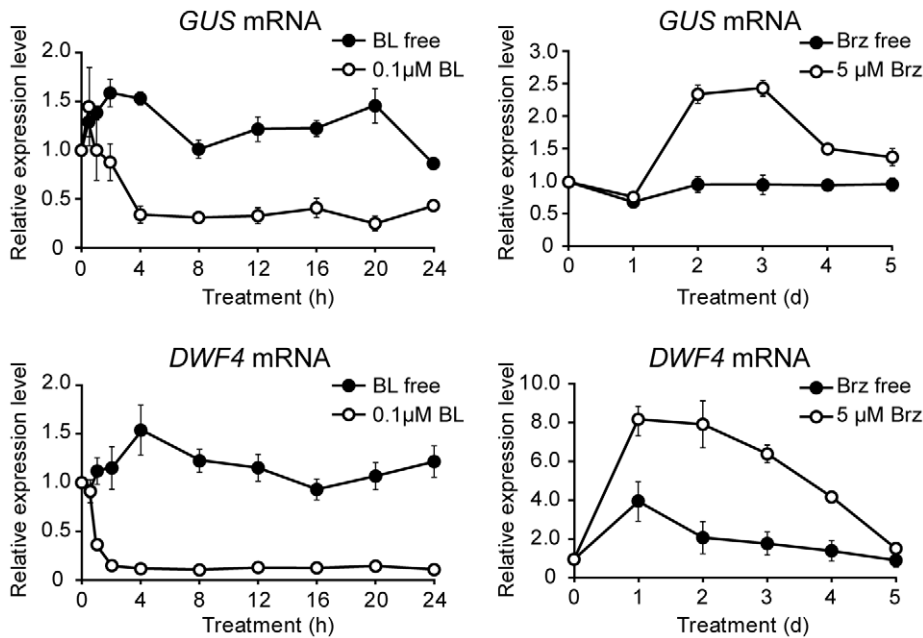 GUS mRNA
BL free
0.1µM BL
Relative expression level
2.0
1.5
1.0
0.5
0
0 4 8 12 16 20 24
Treatment (h)
GUS mRNA
Brz free
5 µM Brz
Relative expression level
3.0
2.5
2.0
1.5
1.0
0.5
0
0 1 2 3 4 5
Treatment (d)
DWF4 mRNA
BL free
0.1µM BL
Relative expression level
2.0
1.5
1.0
0.5
0
0 4 8 12 16 20 24
Treatment (h)
DWF4 mRNA
Brz free
5 µM Brz
Relative expression level
10.0
8.0
6.0
4.0
2.0
0
0 1 2 3 4 5
Treatment (d)